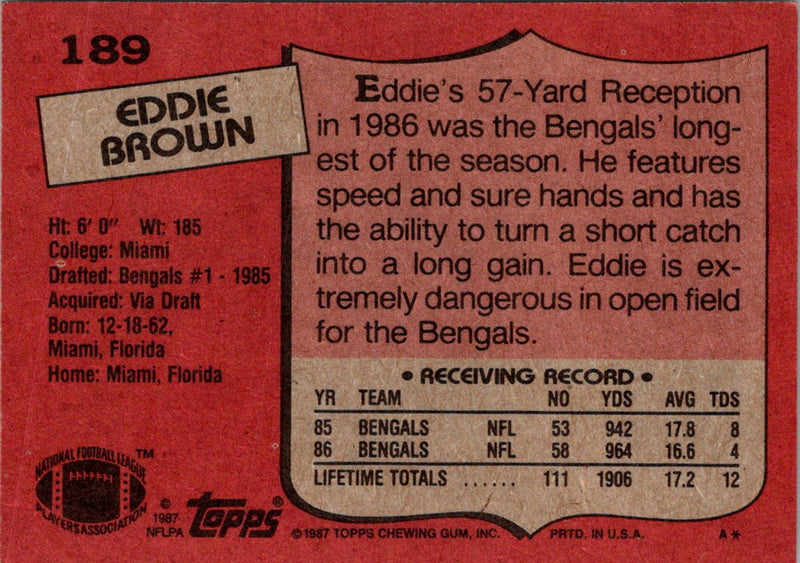 189
EDDIE
BROWN
Ht: 6' 0" Wt: 185
College: Miami
Drafted: Bengals #1 - 1985
Acquired: Via Draft
Born: 12-18-62,
Miami, Florida
Home: Miami, Florida
Eddie's 57-Yard Reception
in 1986 was the Bengals' long-
est of the season. He features
speed and sure hands and has
the ability to turn a short catch
into a long gain. Eddie is ex-
tremely dangerous in open field
for the Bengals.
• RECEIVING RECORD •
YR TEAM NO YDS AVG TDS
85 BENGALS NFL 53 942 17.8 8
86 BENGALS NFL 58 964 16.6 4
LIFETIME TOTALS ...... 111 1906 17.2 12
NATIONAL FOOTBALL LEAGUE ™
PLAYERS ASSOCIATION
© 1987 NFLPA
Topps®
© 1987 TOPPS CHEWING GUM, INC. PRTD. IN U.S.A. A*